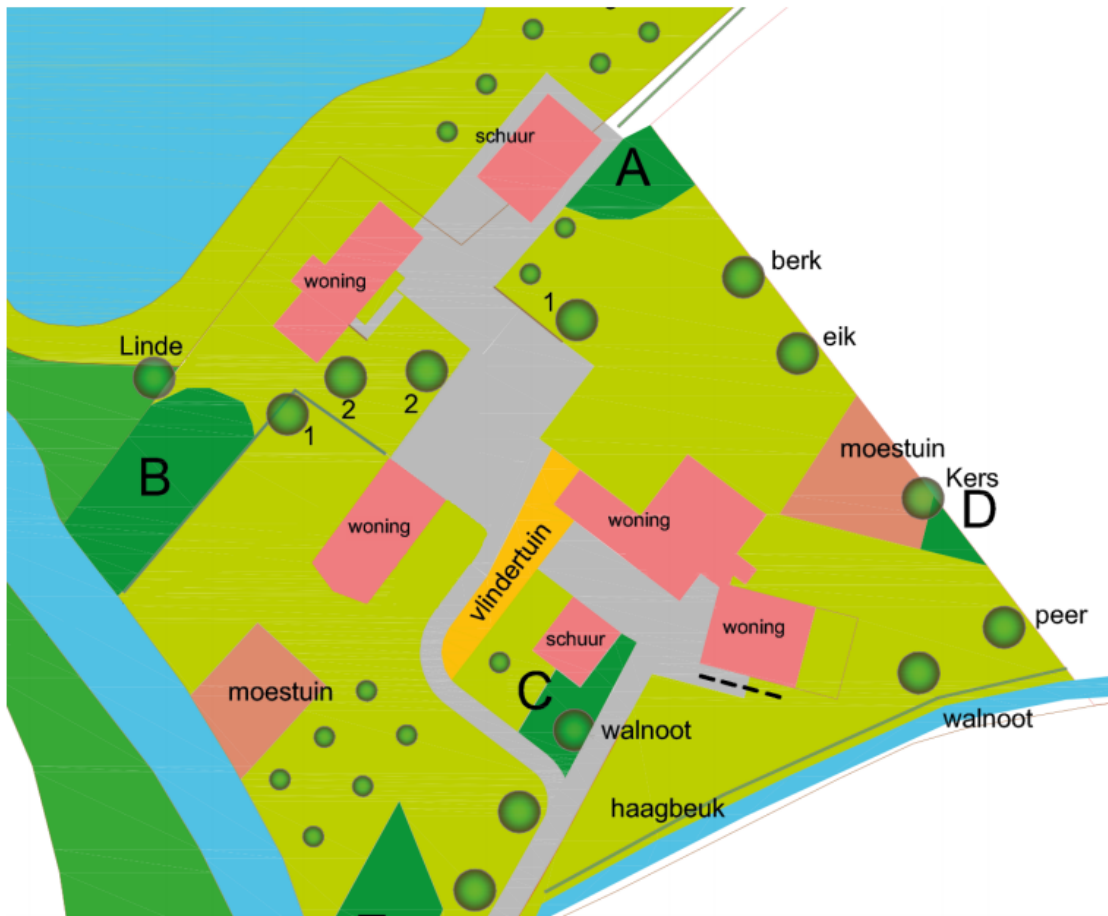 schuur
A
berk
woning
1
eik
Linde
2
2
1
moestuin
Kers
B
D
woning
woning
vlindertuin
peer
schuur
woning
moestuin
C
walnoot
walnoot
haagbeuk